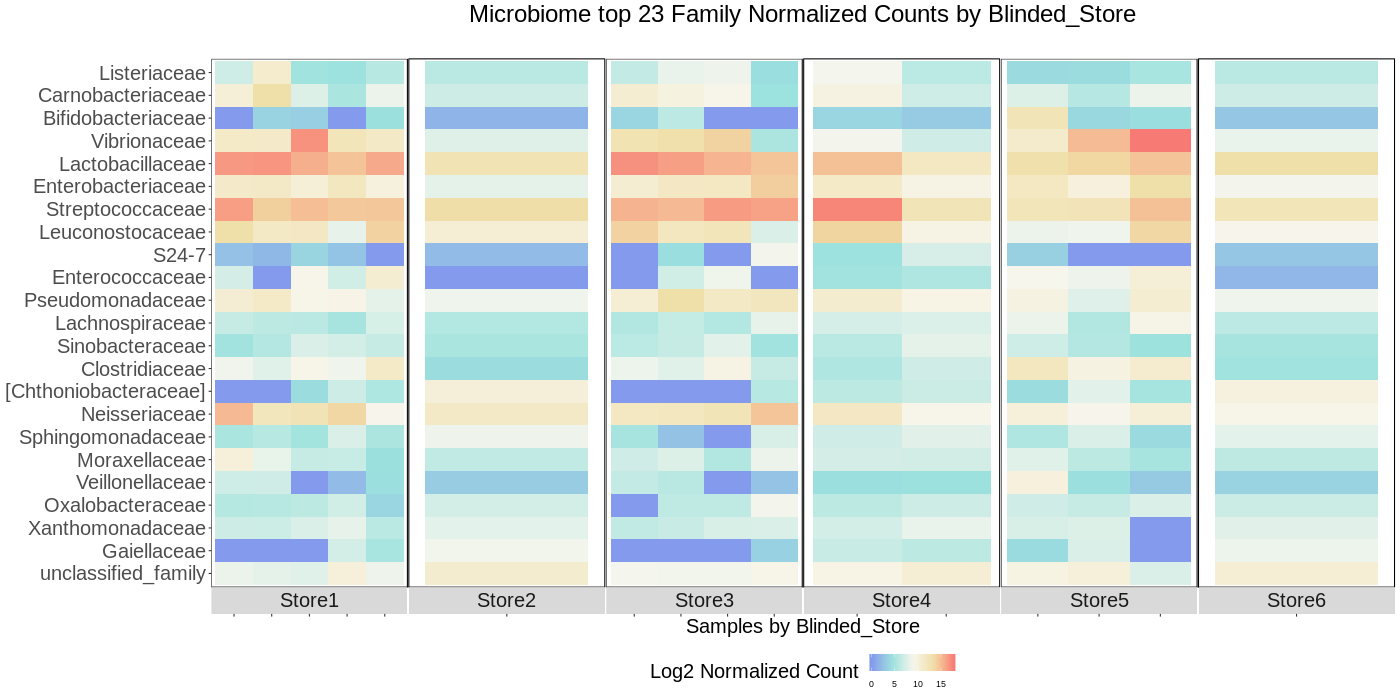 Microbiome top 23 Family Normalized Counts by Blinded_Store
Listeriaceae
Carnobacteriaceae
Bifidobacteriaceae
Vibrionaceae
Lactobacillaceae
Enterobacteriaceae
Streptococcaceae
Leuconostocaceae
S24-7
Enterococcaceae
Pseudomonadaceae
Lachnospiraceae
Sinobacteraceae
Clostridiaceae
[Chthoniobacteraceae]
Neisseriaceae
Sphingomonadaceae
Moraxellaceae
Veillonellaceae
Oxalobacteraceae
Xanthomonadaceae
Gaiellaceae
unclassified_family
Store1 Store2 Store3 Store4 Store5 Store6
Samples by Blinded_Store
Log2 Normalized Count
0 5 10 15